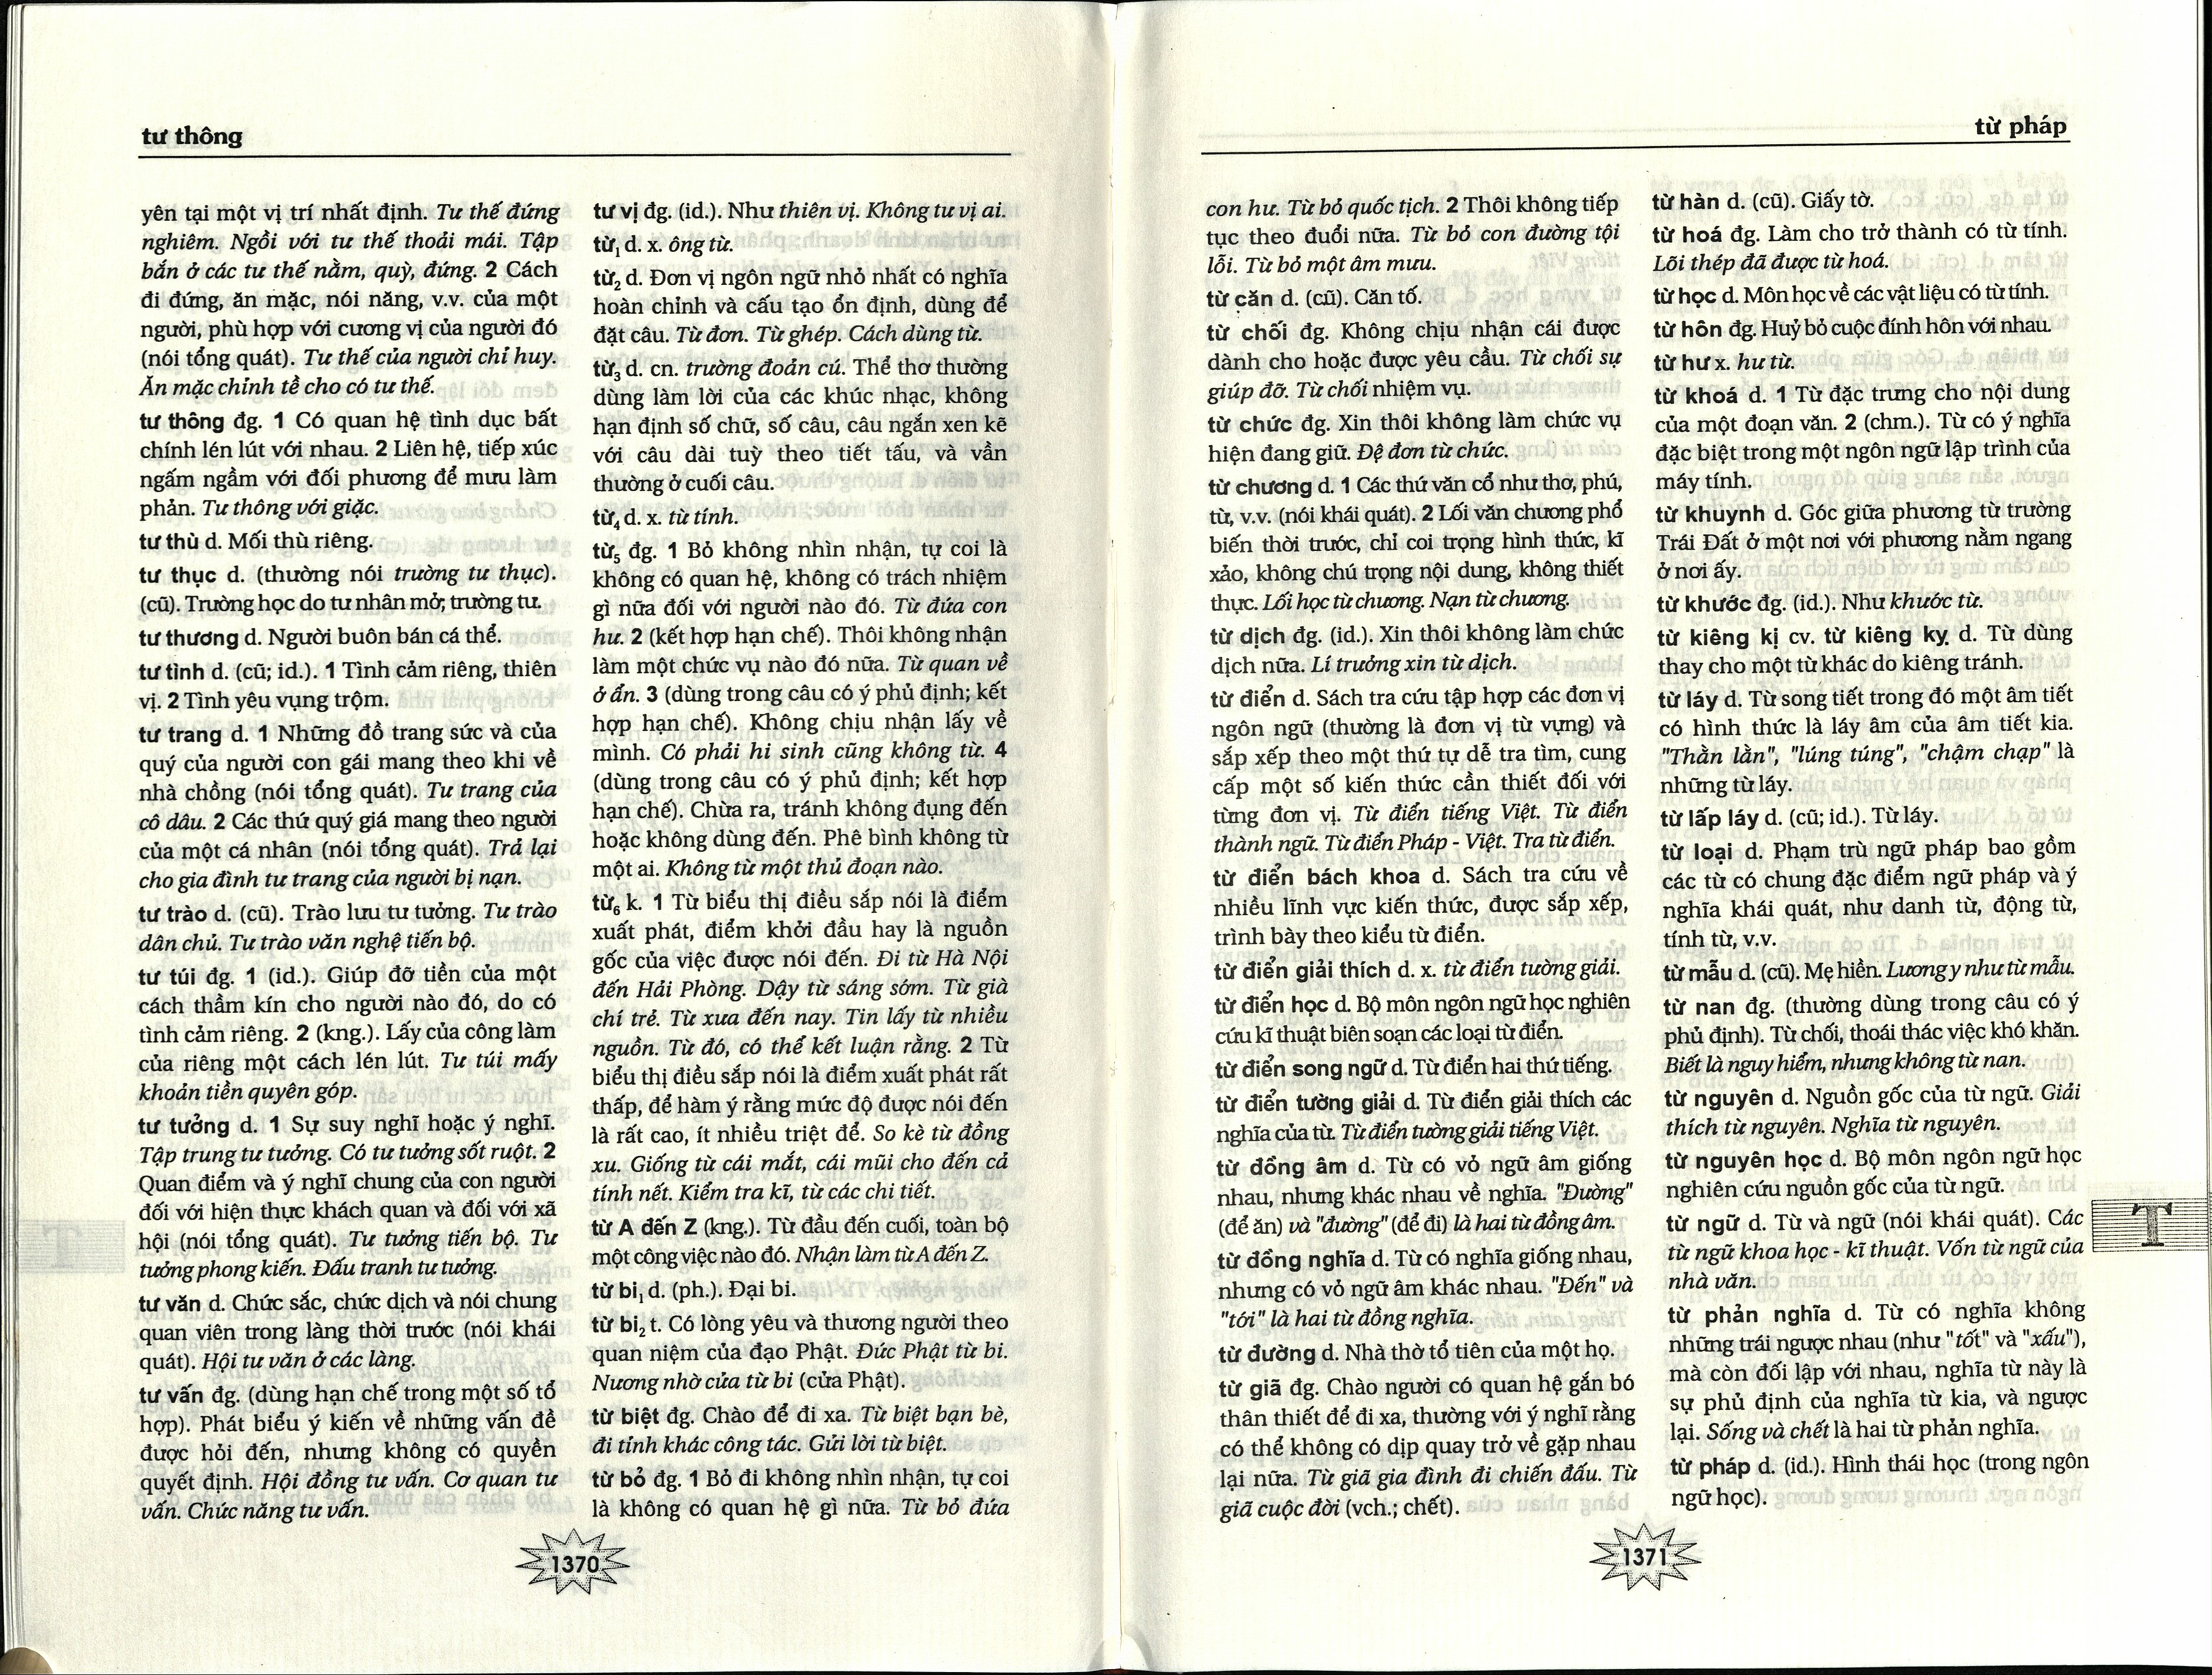 tư thông
yên tại một vị trí nhất định. Tư thế đứng
nghiêm. Ngồi với tư thế thoải mái. Tập
bắn ở các tư thế nằm, quỳ, đứng. 2 Cách
đi đứng, ăn mặc, nói năng, v.v. của một
người, phù hợp với cương vị của người đó
(nói tổng quát). Tư thế của người chỉ huy.
Ăn mặc chỉnh tề cho có tư thế.
tư thông đg. 1 Có quan hệ tình dục bất
chính lén lút với nhau. 2 Liên hệ, tiếp xúc
ngấm ngầm với đối phương để mưu làm
phản. Tư thông với giặc.
tư thù d. Mối thù riêng.
tư thục d. (thường nói trường tư thục).
(cũ). Trường học do tư nhân mở; trường tư.
tư thương d. Người buôn bán cá thể.
tư tình d. (cũ; id.). 1 Tình cảm riêng, thiên
vị. 2 Tình yêu vụng trộm.
tư trang d. 1 Những đồ trang sức và của
quý của người con gái mang theo khi về
nhà chồng (nói tổng quát). Tư trang của
cô dâu. 2 Các thứ quý giá mang theo người
của một cá nhân (nói tổng quát). Trả lại
cho gia đình tư trang của người bị nạn.
tư trào d. (cũ). Trào lưu tư tưởng. Tư trào
dân chủ. Tư trào văn nghệ tiến bộ.
tư túi đg. 1 (id.). Giúp đỡ tiền của một
cách thầm kín cho người nào đó, do có
tình cảm riêng. 2 (kng.). Lấy của công làm
của riêng một cách lén lút. Tư túi mấy
khoản tiền quyên góp.
tư tưởng d. 1 Sự suy nghĩ hoặc ý nghĩ.
Tập trung tư tưởng. Có tư tưởng sốt ruột. 2
Quan điểm và ý nghĩ chung của con người
đối với hiện thực khách quan và đối với xã
hội (nói tổng quát). Tư tưởng tiến bộ. Tư
tưởng phong kiến. Đấu tranh tư tưởng.
tư văn d. Chức sắc, chức dịch và nói chung
quan viên trong làng thời trước (nói khái
quát). Hội tư văn ở các làng.
tư vấn đg. (dùng hạn chế trong một số tổ
hợp). Phát biểu ý kiến về những vấn đề
được hỏi đến, nhưng không có quyền
quyết định. Hội đồng tư vấn. Cơ quan tư
vấn. Chức năng tư vấn.
tư vị đg. (id.). Như thiên vị. Không tư vị ai.
từ₁ d. x. ông từ.
từ₂ d. Đơn vị ngôn ngữ nhỏ nhất có nghĩa
hoàn chỉnh và cấu tạo ổn định, dùng để
đặt câu. Từ đơn. Từ ghép. Cách dùng từ.
từ₃ d. cn. trường đoản cú. Thể thơ thường
dùng làm lời của các khúc nhạc, không
hạn định số chữ, số câu, câu ngắn xen kẽ
với câu dài tuỳ theo tiết tấu, và vần
thường ở cuối câu.
từ₄ d. x. từ tính.
từ₅ đg. 1 Bỏ không nhìn nhận, tự coi là
không có quan hệ, không có trách nhiệm
gì nữa đối với người nào đó. Từ đứa con
hư. 2 (kết hợp hạn chế). Thôi không nhận
làm một chức vụ nào đó nữa. Từ quan về
ở ẩn. 3 (dùng trong câu có ý phủ định; kết
hợp hạn chế). Không chịu nhận lấy về
mình. Có phải hi sinh cũng không từ. 4
(dùng trong câu có ý phủ định; kết hợp
hạn chế). Chừa ra, tránh không đụng đến
hoặc không dùng đến. Phê bình không từ
một ai. Không từ một thủ đoạn nào.
từ₆ k. 1 Từ biểu thị điều sắp nói là điểm
xuất phát, điểm khởi đầu hay là nguồn
gốc của việc được nói đến. Đi từ Hà Nội
đến Hải Phòng. Dậy từ sáng sớm. Từ già
chí trẻ. Từ xưa đến nay. Tin lấy từ nhiều
nguồn. Từ đó, có thể kết luận rằng. 2 Từ
biểu thị điều sắp nói là điểm xuất phát rất
thấp, để hàm ý rằng mức độ được nói đến
là rất cao, ít nhiều triệt để. So kè từ đồng
xu. Giống từ cái mắt, cái mũi cho đến cả
tính nết. Kiểm tra kĩ, từ các chi tiết.
từ A đến Z (kng.). Từ đầu đến cuối, toàn bộ
một công việc nào đó. Nhận làm từ A đến Z.
từ bi₁ d. (ph.). Đại bi.
từ bi₂ t. Có lòng yêu và thương người theo
quan niệm của đạo Phật. Đức Phật từ bi.
Nương nhờ cửa từ bi (cửa Phật).
từ biệt đg. Chào để đi xa. Từ biệt bạn bè,
đi tỉnh khác công tác. Gửi lời từ biệt.
từ bỏ đg. 1 Bỏ đi không nhìn nhận, tự coi
là không có quan hệ gì nữa. Từ bỏ đứa
1370
từ pháp
con hư. Từ bỏ quốc tịch. 2 Thôi không tiếp
tục theo đuổi nữa. Từ bỏ con đường tội
lỗi. Từ bỏ một âm mưu.
từ căn d. (cũ). Căn tố.
từ chối đg. Không chịu nhận cái được
dành cho hoặc được yêu cầu. Từ chối sự
giúp đỡ. Từ chối nhiệm vụ.
từ chức đg. Xin thôi không làm chức vụ
hiện đang giữ. Đệ đơn từ chức.
từ chương d. 1 Các thứ văn cổ như thơ, phú,
từ, v.v. (nói khái quát). 2 Lối văn chương phổ
biến thời trước, chỉ coi trọng hình thức, kĩ
xảo, không chú trọng nội dung, không thiết
thực. Lối học từ chương. Nạn từ chương.
từ dịch đg. (id.). Xin thôi không làm chức
dịch nữa. Lí trưởng xin từ dịch.
từ điển d. Sách tra cứu tập hợp các đơn vị
ngôn ngữ (thường là đơn vị từ vựng) và
sắp xếp theo một thứ tự dễ tra tìm, cung
cấp một số kiến thức cần thiết đối với
từng đơn vị. Từ điển tiếng Việt. Từ điển
thành ngữ. Từ điển Pháp - Việt. Tra từ điển.
từ điển bách khoa d. Sách tra cứu về
nhiều lĩnh vực kiến thức, được sắp xếp,
trình bày theo kiểu từ điển.
từ điển giải thích d. x. từ điển tường giải.
từ điển học d. Bộ môn ngôn ngữ học nghiên
cứu kĩ thuật biên soạn các loại từ điển.
từ điển song ngữ d. Từ điển hai thứ tiếng.
từ điển tường giải d. Từ điển giải thích các
nghĩa của từ. Từ điển tường giải tiếng Việt.
từ đồng âm d. Từ có vỏ ngữ âm giống
nhau, nhưng khác nhau về nghĩa. "Đường"
(để ăn) và "đường" (để đi) là hai từ đồng âm.
từ đồng nghĩa d. Từ có nghĩa giống nhau,
nhưng có vỏ ngữ âm khác nhau. "Đến" và
"tới" là hai từ đồng nghĩa.
từ đường d. Nhà thờ tổ tiên của một họ.
từ giã đg. Chào người có quan hệ gắn bó
thân thiết để đi xa, thường với ý nghĩ rằng
có thể không có dịp quay trở về gặp nhau
lại nữa. Từ giã gia đình đi chiến đấu. Từ
giã cuộc đời (vch.; chết).
từ hàn d. (cũ). Giấy tờ.
từ hoá đg. Làm cho trở thành có từ tính.
Lõi thép đã được từ hoá.
từ học d. Môn học về các vật liệu có từ tính.
từ hôn đg. Huỷ bỏ cuộc đính hôn với nhau.
từ hư x. hư từ.
từ khoá d. 1 Từ đặc trưng cho nội dung
của một đoạn văn. 2 (chm.). Từ có ý nghĩa
đặc biệt trong một ngôn ngữ lập trình của
máy tính.
từ khuynh d. Góc giữa phương từ trường
Trái Đất ở một nơi với phương nằm ngang
ở nơi ấy.
từ khước đg. (id.). Như khước từ.
từ kiêng kị cv. từ kiêng kỵ d. Từ dùng
thay cho một từ khác do kiêng tránh.
từ láy d. Từ song tiết trong đó một âm tiết
có hình thức là láy âm của âm tiết kia.
"Thằn lằn", "lúng túng", "chậm chạp" là
những từ láy.
từ lấp láy d. (cũ; id.). Từ láy.
từ loại d. Phạm trù ngữ pháp bao gồm
các từ có chung đặc điểm ngữ pháp và ý
nghĩa khái quát, như danh từ, động từ,
tính từ, v.v.
từ mẫu d. (cũ). Mẹ hiền. Lương y như từ mẫu.
từ nan đg. (thường dùng trong câu có ý
phủ định). Từ chối, thoái thác việc khó khăn.
Biết là nguy hiểm, nhưng không từ nan.
từ nguyên d. Nguồn gốc của từ ngữ. Giải
thích từ nguyên. Nghĩa từ nguyên.
từ nguyên học d. Bộ môn ngôn ngữ học
nghiên cứu nguồn gốc của từ ngữ.
từ ngữ d. Từ và ngữ (nói khái quát). Các
từ ngữ khoa học - kĩ thuật. Vốn từ ngữ của
nhà văn.
từ phản nghĩa d. Từ có nghĩa không
những trái ngược nhau (như "tốt" và "xấu"),
mà còn đối lập với nhau, nghĩa từ này là
sự phủ định của nghĩa từ kia, và ngược
lại. Sống và chết là hai từ phản nghĩa.
từ pháp d. (id.). Hình thái học (trong ngôn
ngữ học).
T
1371